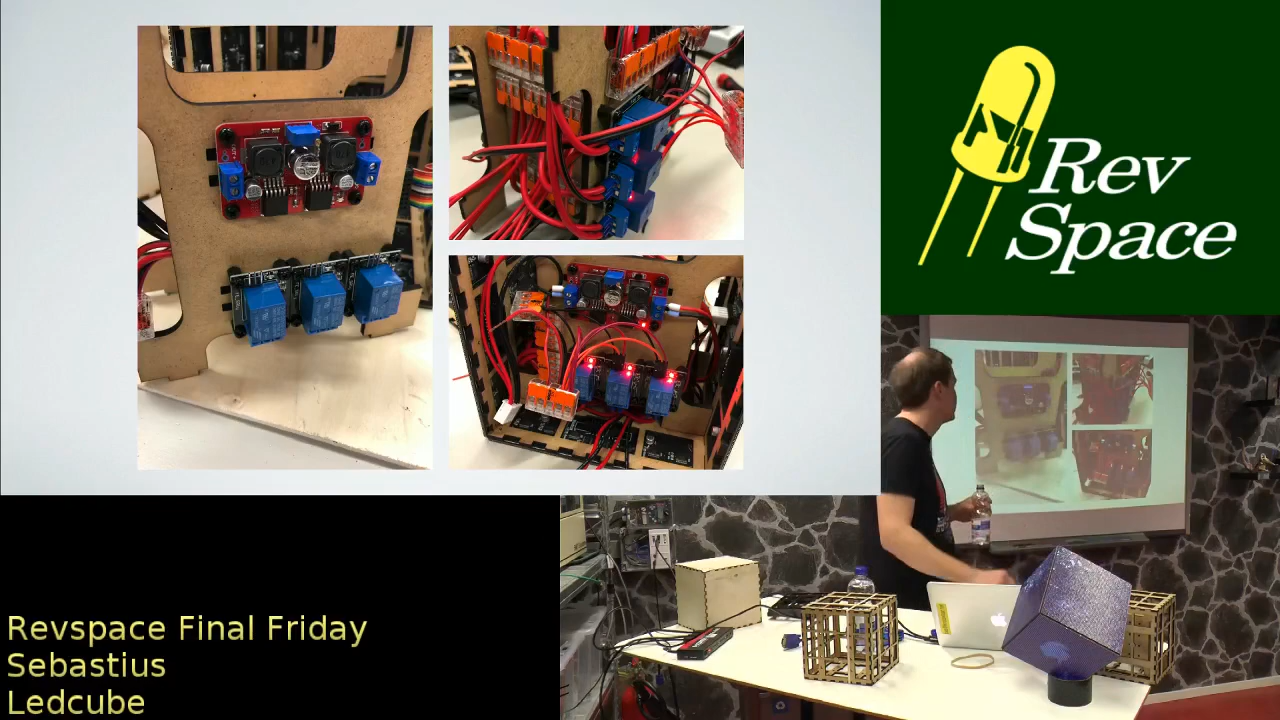 Rev
Space
Revspace Final Friday
Sebastius
Ledcube